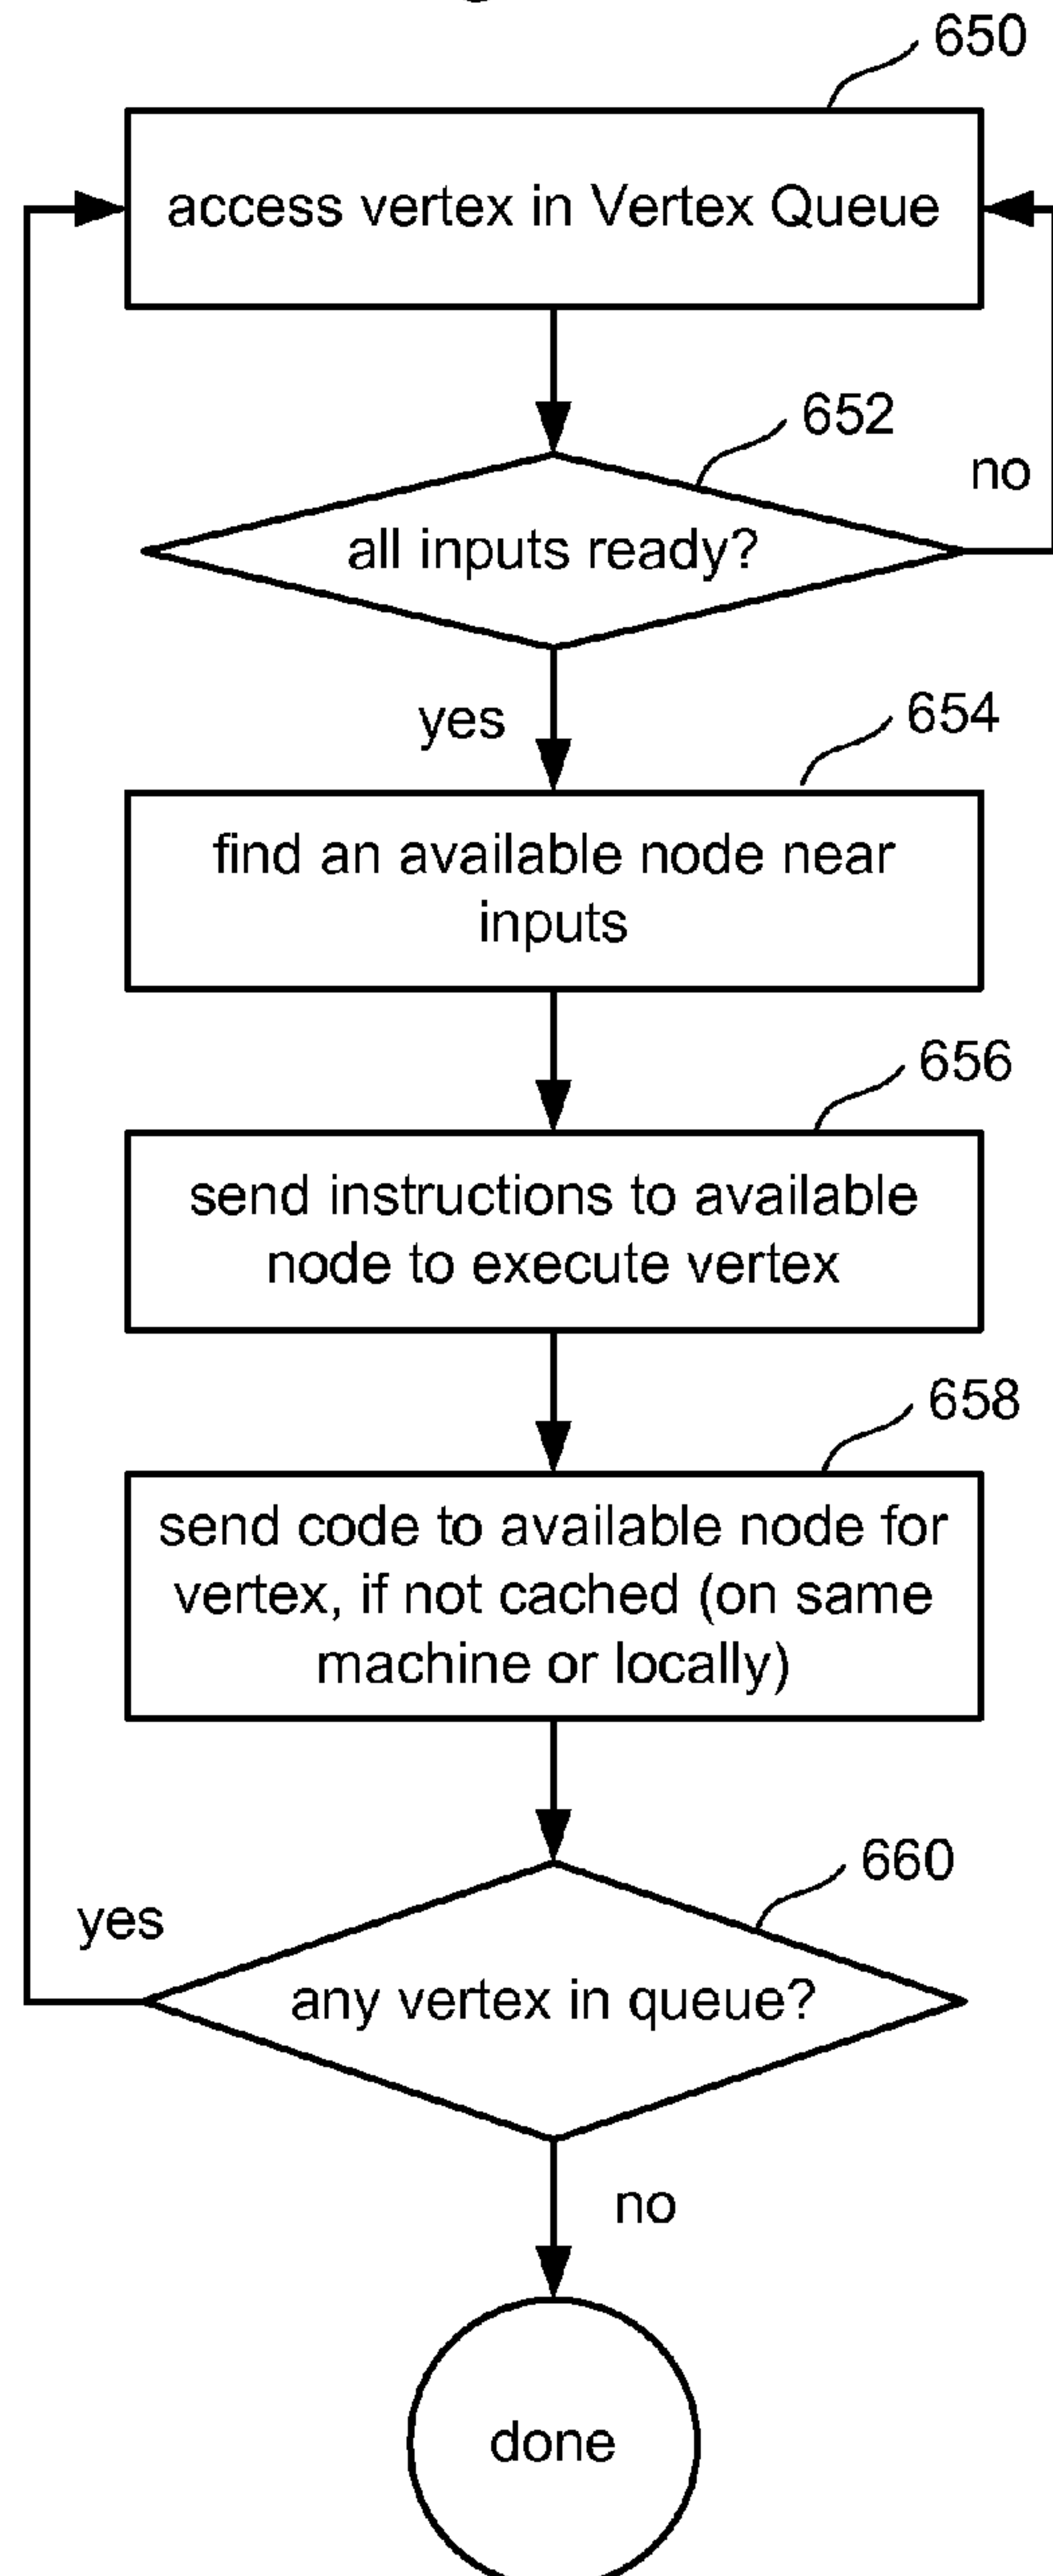 650
access vertex in Vertex Queue
652
no
all inputs ready?
yes
654
find an available node near
inputs
656
send instructions to available
node to execute vertex
658
send code to available node for
vertex, if not cached (on same
machine or locally)
660
yes
any vertex in queue?
no
done